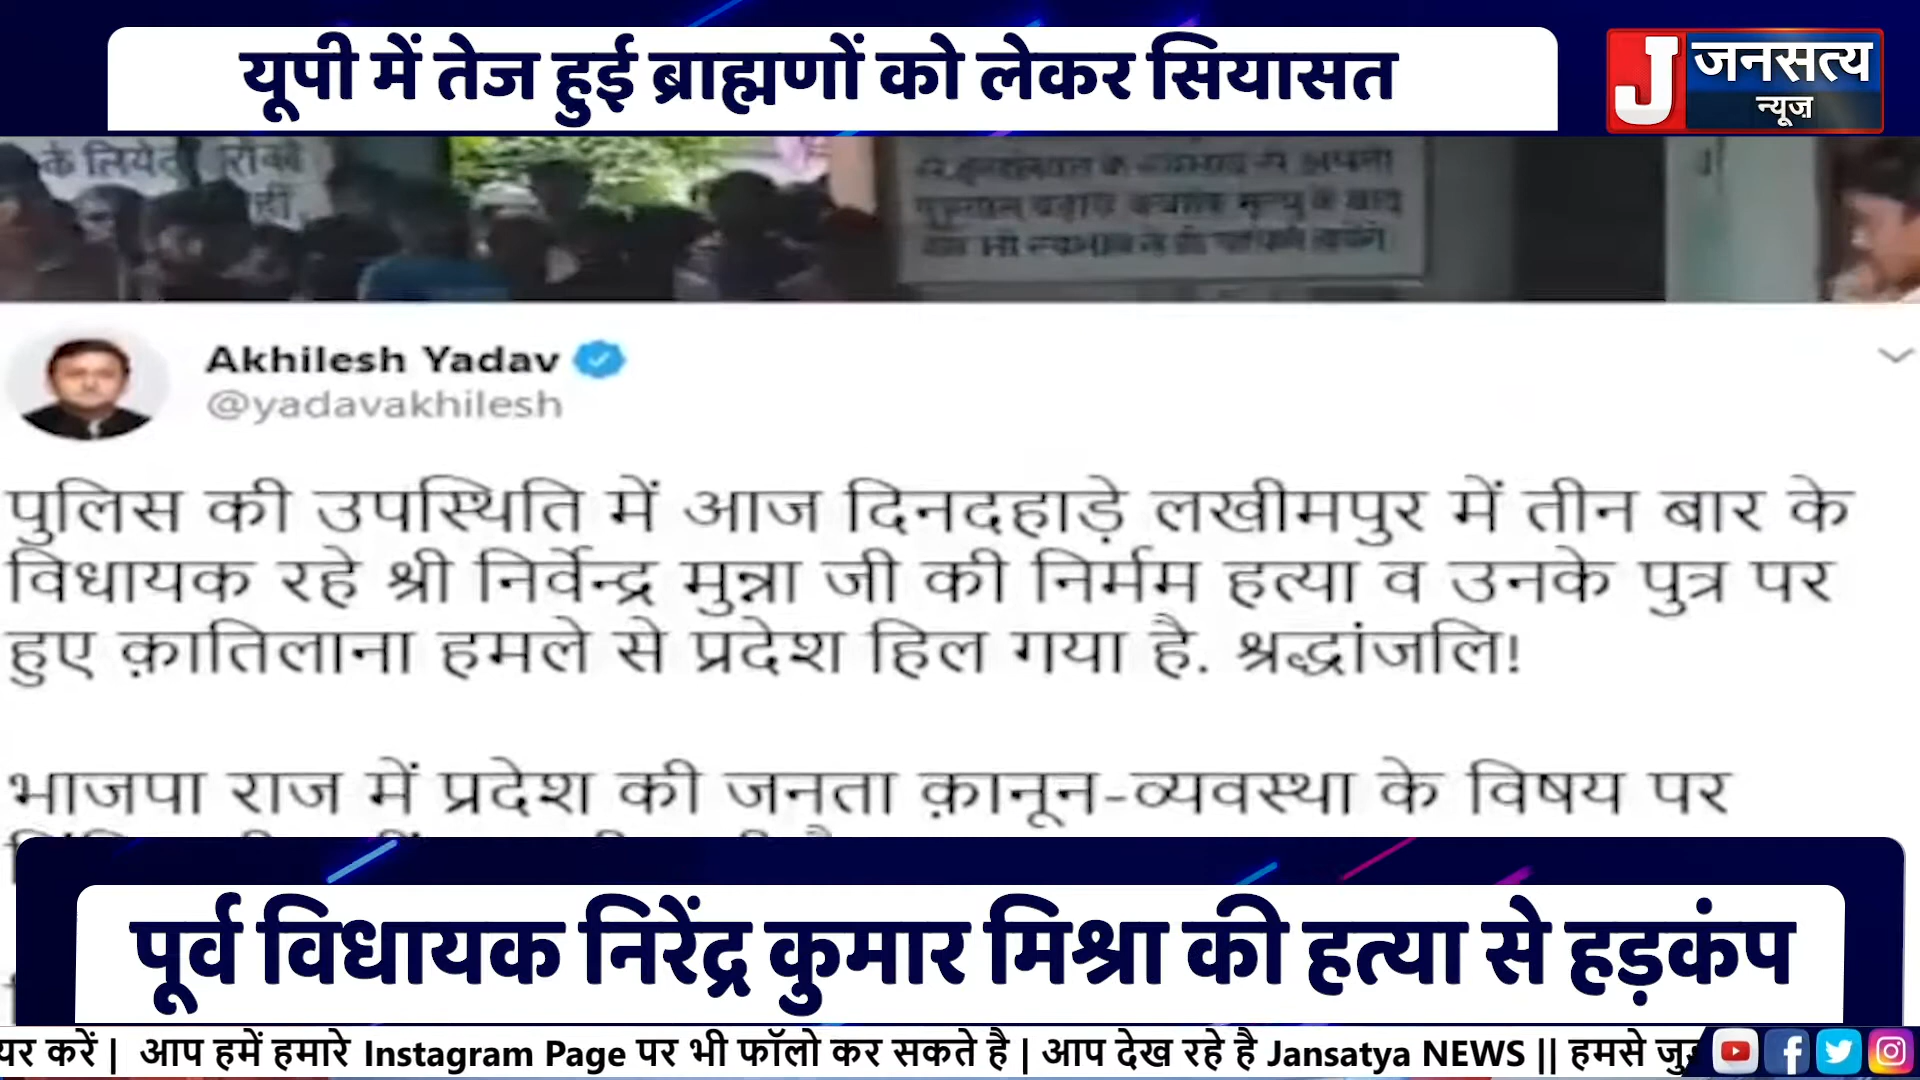 यूपी में तेज हुई ब्राह्मणों को लेकर सियासत
J जनसत्य
न्यूज़
के लिये
Akhilesh Yadav
@yadavakhilesh
पुलिस की उपस्थिति में आज दिनदहाड़े लखीमपुर में तीन बार के
विधायक रहे श्री निर्वेन्द्र मुन्ना जी की निर्मम हत्या व उनके पुत्र पर
हुए क़ातिलाना हमले से प्रदेश हिल गया है. श्रद्धांजलि!
भाजपा राज में प्रदेश की जनता क़ानून-व्यवस्था के विषय पर
पूर्व विधायक निरेंद्र कुमार मिश्रा की हत्या से हड़कंप
यर करें | आप हमें हमारे Instagram Page पर भी फॉलो कर सकते है | आप देख रहे है Jansatya NEWS || हमसे जुड़